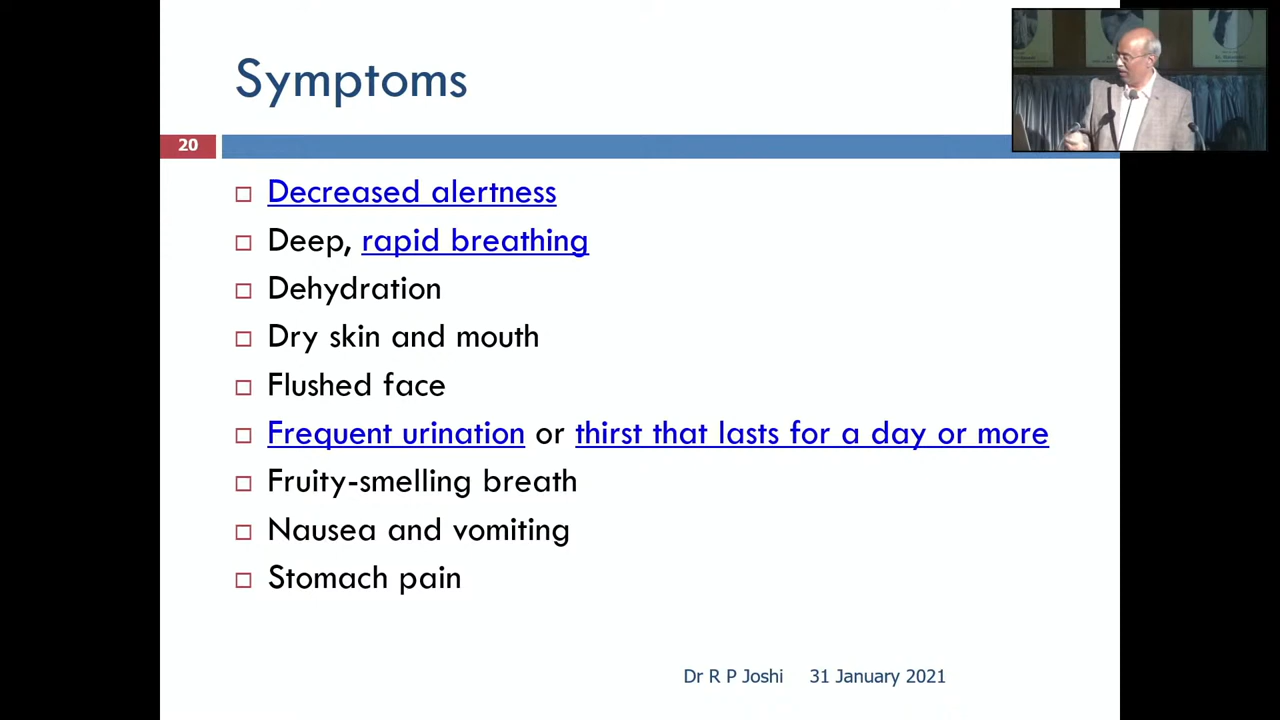 Symptoms
20
Decreased alertness
Deep, rapid breathing
Dehydration
Dry skin and mouth
Flushed face
Frequent urination or thirst that lasts for a day or more
Fruity-smelling breath
Nausea and vomiting
Stomach pain
Dr R P Joshi 31 January 2021